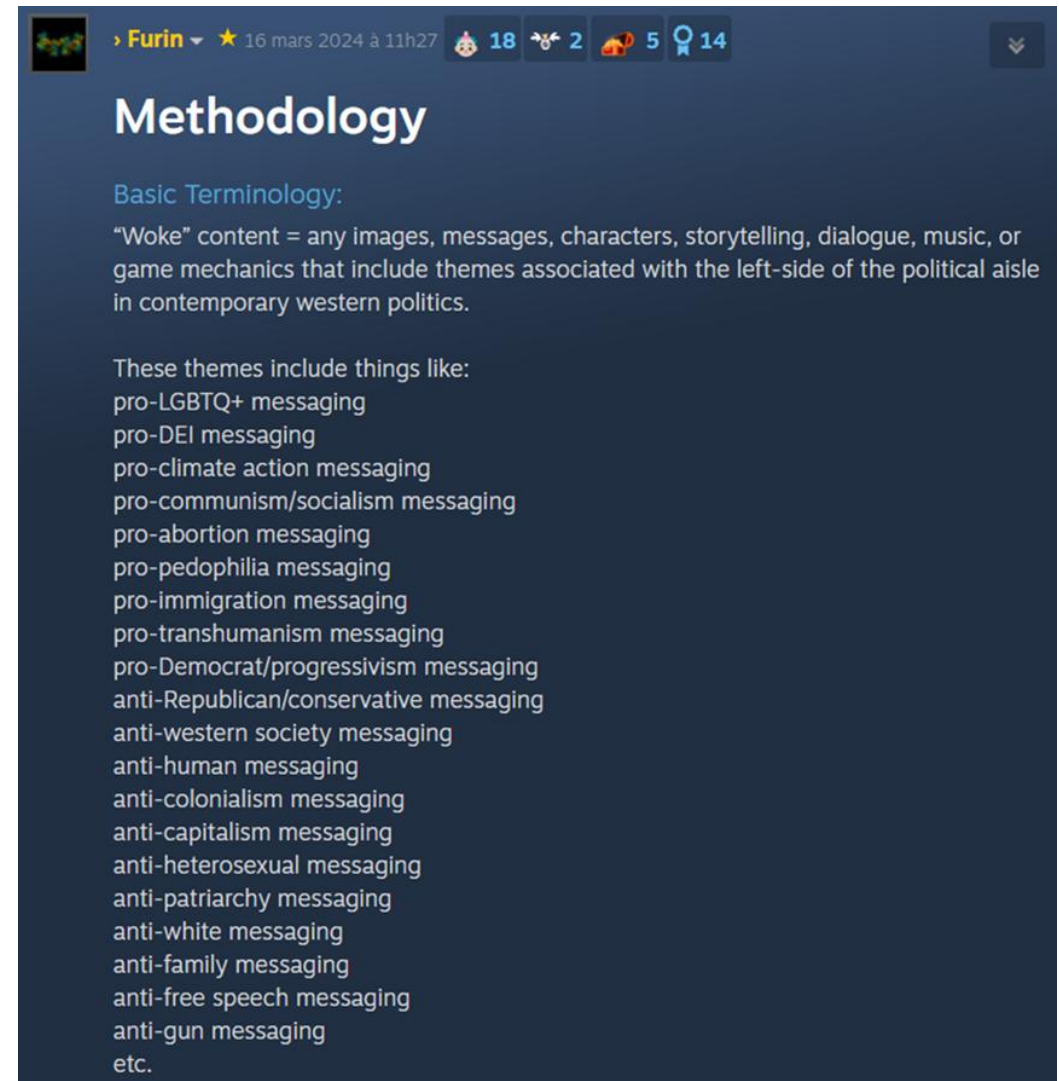 › Furin ★ 16 mars 2024 à 11h27 18 2 5 14
Methodology
Basic Terminology:
“Woke” content = any images, messages, characters, storytelling, dialogue, music, or
game mechanics that include themes associated with the left-side of the political aisle
in contemporary western politics.
These themes include things like:
pro-LGBTQ+ messaging
pro-DEI messaging
pro-climate action messaging
pro-communism/socialism messaging
pro-abortion messaging
pro-pedophilia messaging
pro-immigration messaging
pro-transhumanism messaging
pro-Democrat/progressivism messaging
anti-Republican/conservative messaging
anti-western society messaging
anti-human messaging
anti-colonialism messaging
anti-capitalism messaging
anti-heterosexual messaging
anti-patriarchy messaging
anti-white messaging
anti-family messaging
anti-free speech messaging
anti-gun messaging
etc.